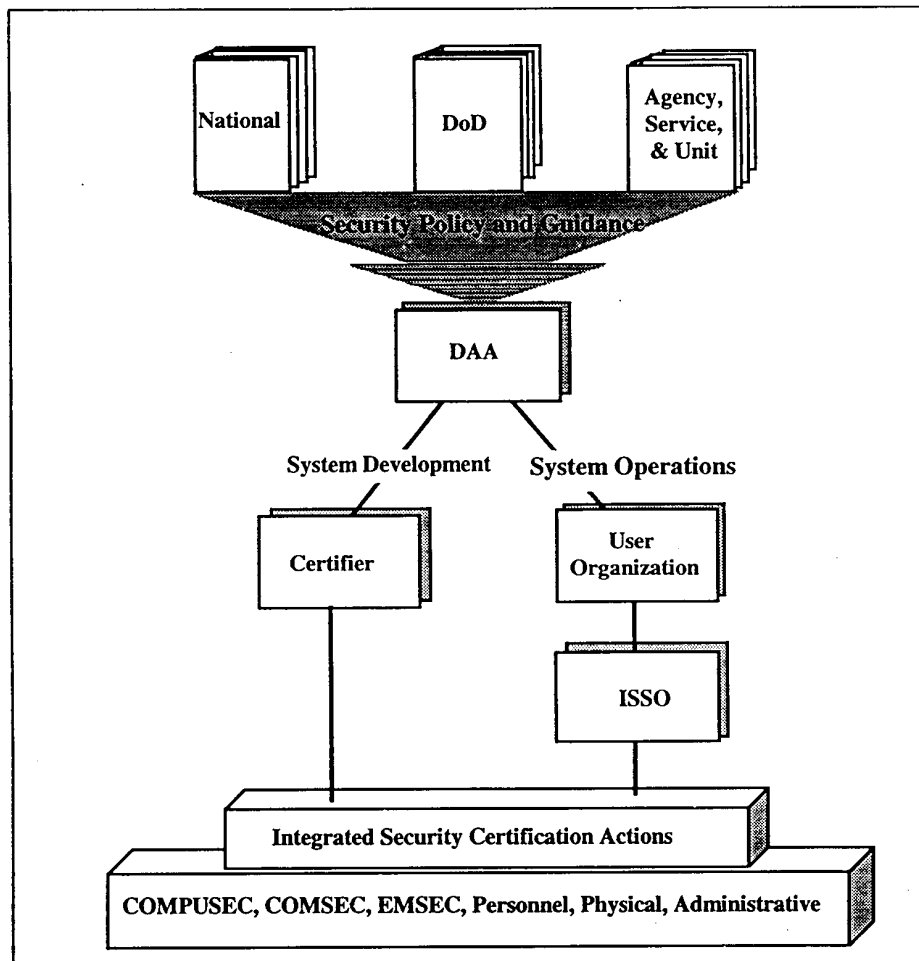 National
DoD
Agency,
Service,
& Unit
Security Policy and Guidance
DAA
System Development
System Operations
Certifier
User
Organization
ISSO
Integrated Security Certification Actions
COMPUSEC, COMSEC, EMSEC, Personnel, Physical, Administrative